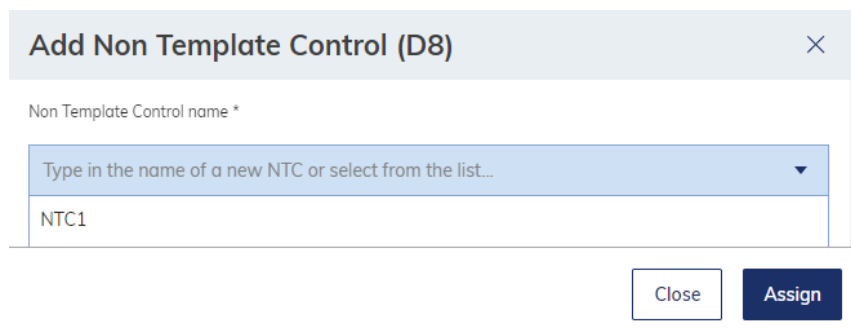 Add Non Template Control (D8)
Non Template Control name *
Type in the name of a new NTC or select from the list...
NTC1
Close
Assign